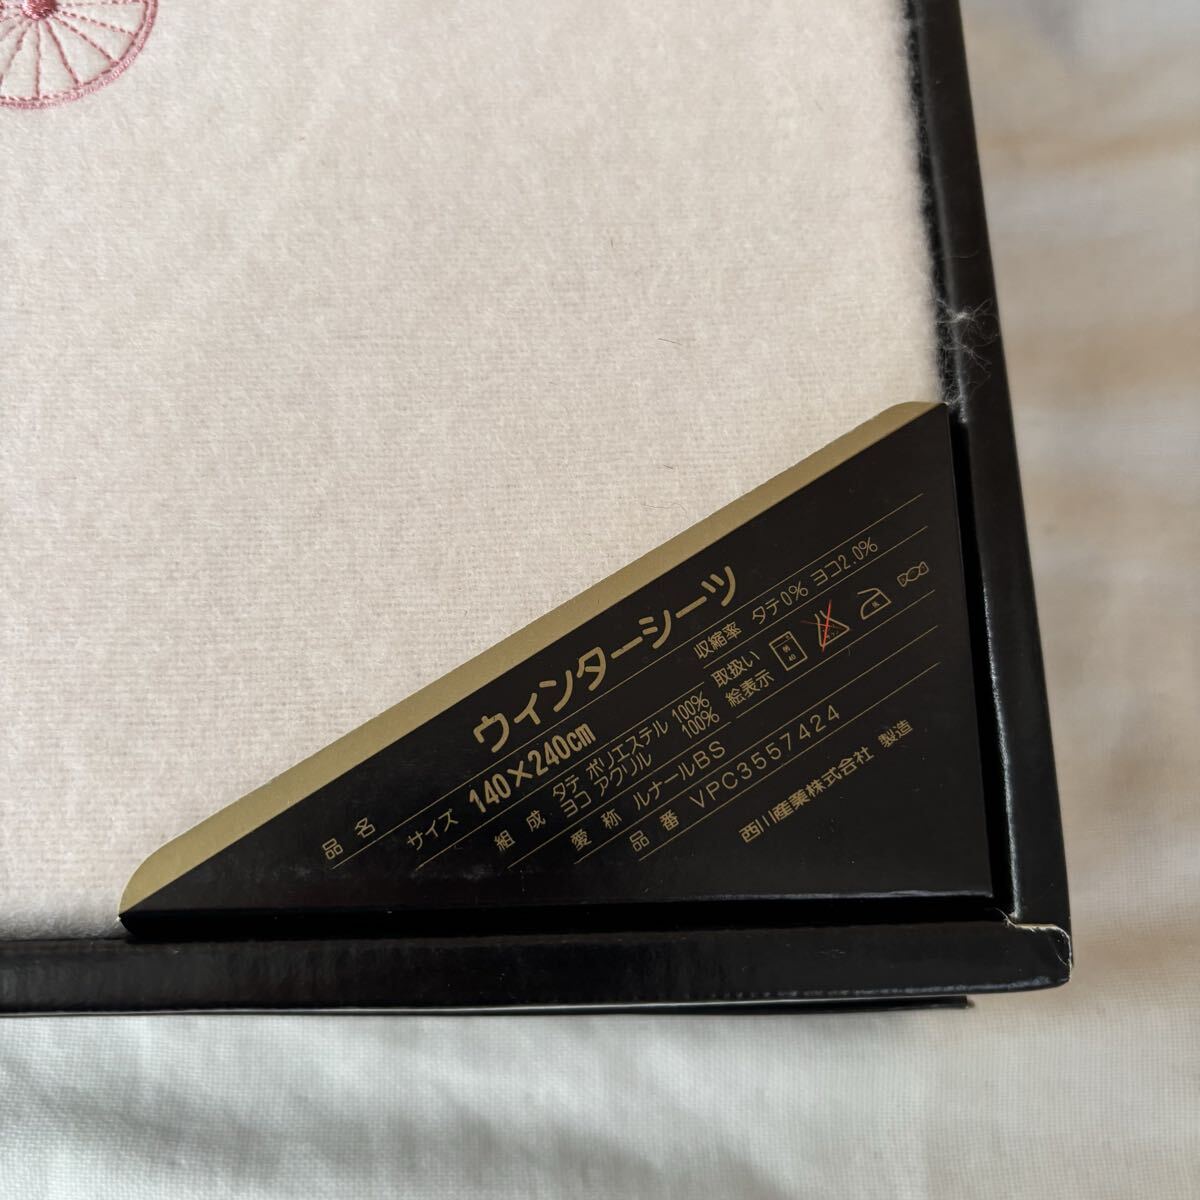 品名 ウィンターシーツ
サイズ 140×240cm
組成 タテ ポリエステル 100%
ヨコ アクリル 100%
愛称 ルナールBS
品番 VPC3557424
収縮率 タテ0% ヨコ2.0%
取扱い
絵表示
西川産業株式会社 製造